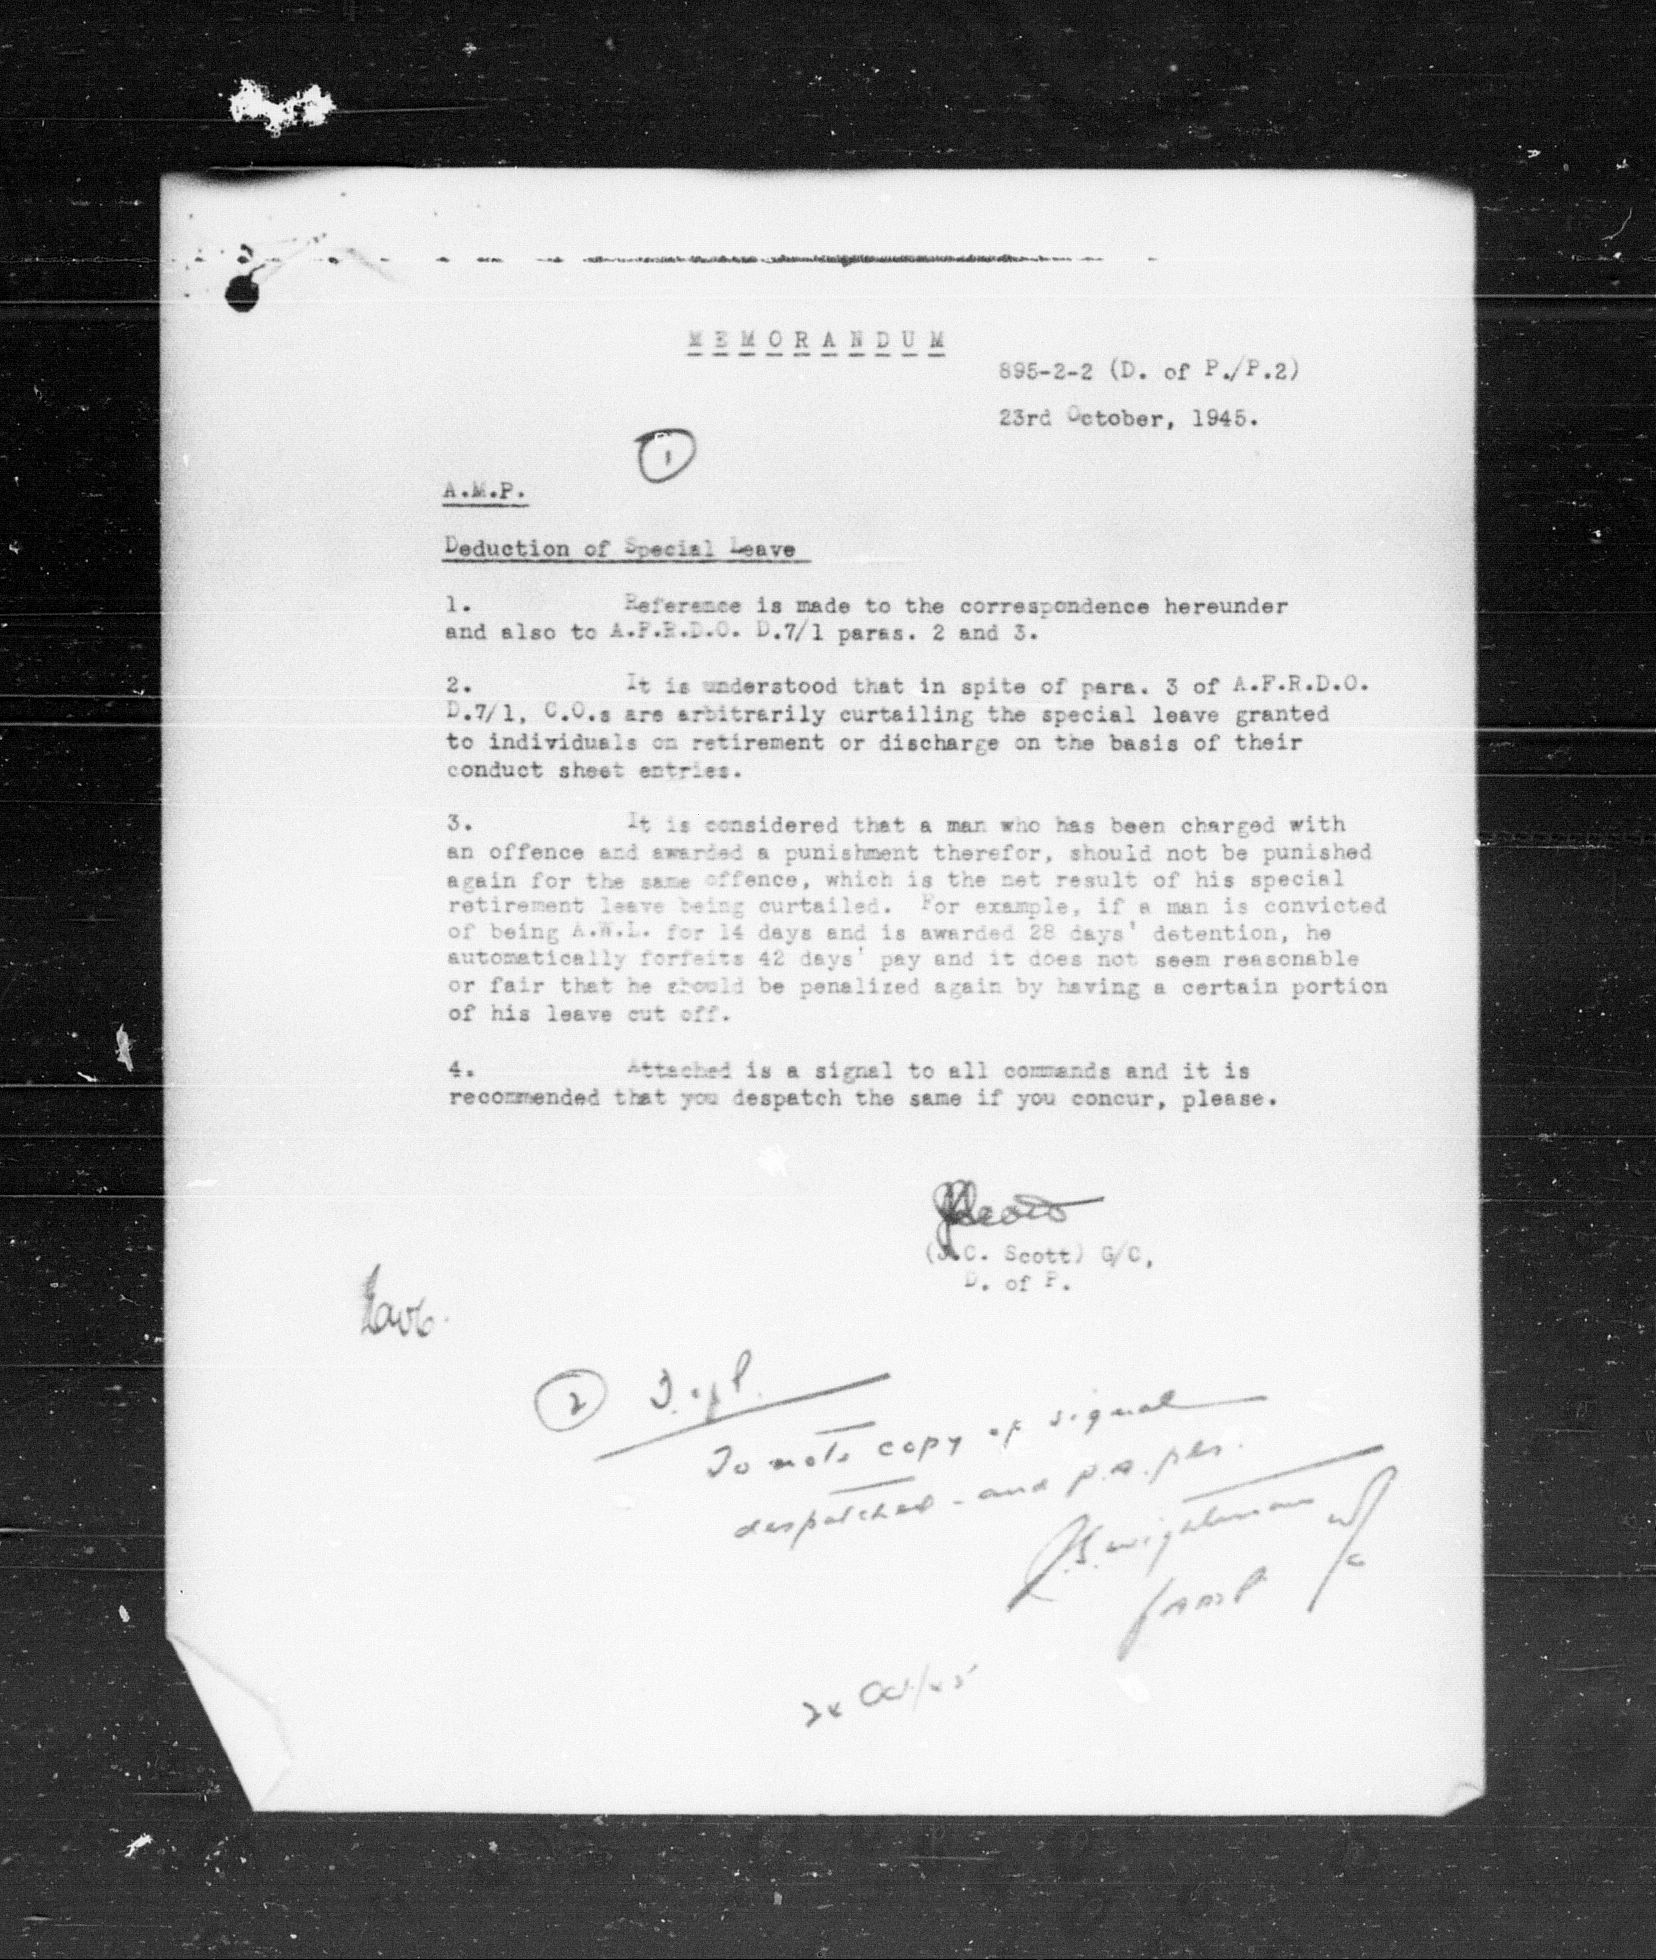 MEMORANDUM
895-2-2 (D. of P./P.2)
23rd October, 1945.
1
A.M.P.
Deduction of Special Leave
1. Reference is made to the correspondence hereunder
and also to A.F.R.D.O. D.7/1 paras. 2 and 3.
2. It is understood that in spite of para. 3 of A.F.R.D.O.
D.7/1, C.O.s are arbitrarily curtailing the special leave granted
to individuals on retirement or discharge on the basis of their
conduct sheet entries.
3. It is considered that a man who has been charged with
an offence and awarded a punishment therefor, should not be punished
again for the same offence, which is the net result of his special
retirement leave being curtailed. For example, if a man is convicted
of being A.W.L. for 14 days and is awarded 28 days' detention, he
automatically forfeits 42 days' pay and it does not seem reasonable
or fair that he should be penalized again by having a certain portion
of his leave cut off.
4. Attached is a signal to all commands and it is
recommended that you despatch the same if you concur, please.
(J.C. Scott) G/C,
D. of P.
2 D. of P.
To note copy of signal
despatched - and p.a. pls.
Wightman W/C
24 Oct/45